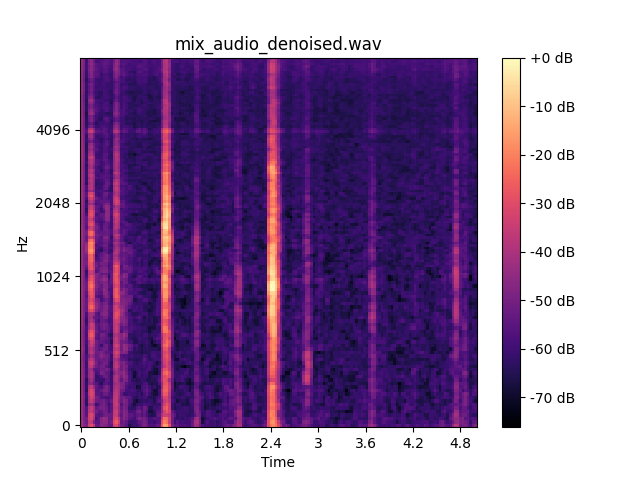 mix_audio_denoised.wav
Hz
4096
2048
1024
512
0
0 0.6 1.2 1.8 2.4 3 3.6 4.2 4.8
Time
+0 dB
-10 dB
-20 dB
-30 dB
-40 dB
-50 dB
-60 dB
-70 dB